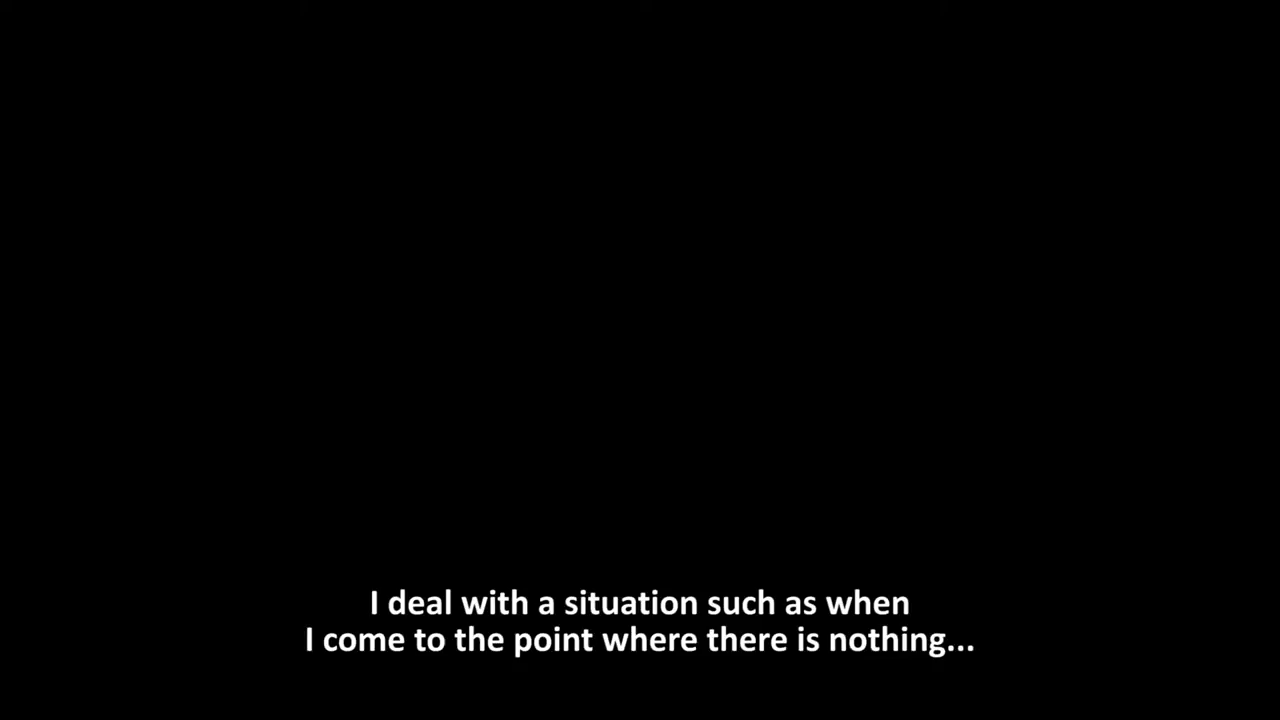 I deal with a situation such as when
I come to the point where there is nothing...